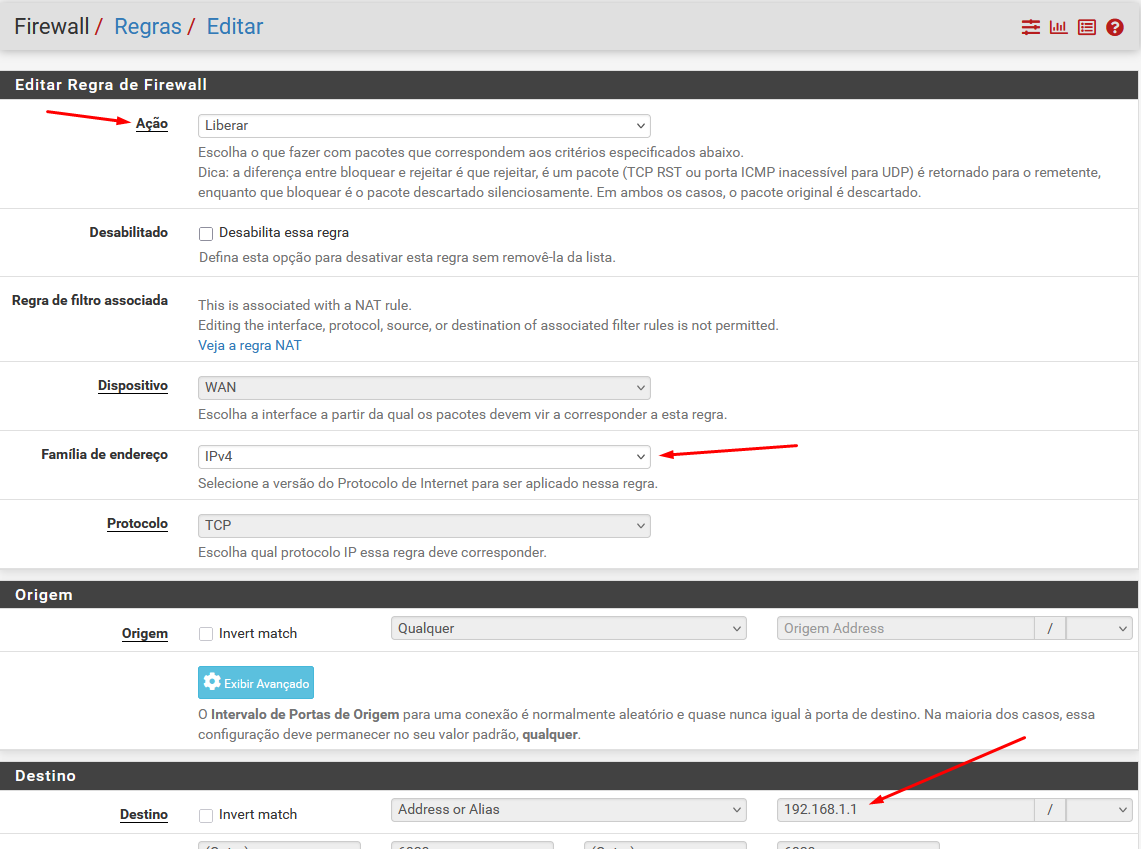 Firewall / Regras / Editar
Editar Regra de Firewall
Ação
Liberar
Escolha o que fazer com pacotes que correspondem aos critérios especificados abaixo.
Dica: a diferença entre bloquear e rejeitar é que rejeitar, é um pacote (TCP RST ou porta ICMP inacessível para UDP) é retornado para o remetente,
enquanto que bloquear é o pacote descartado silenciosamente. Em ambos os casos, o pacote original é descartado.
Desabilitado
Desabilita essa regra
Defina esta opção para desativar esta regra sem removê-la da lista.
Regra de filtro associada
This is associated with a NAT rule.
Editing the interface, protocol, source, or destination of associated filter rules is not permitted.
Veja a regra NAT
Dispositivo
WAN
Escolha a interface a partir da qual os pacotes devem vir a corresponder a esta regra.
Família de endereço
IPv4
Selecione a versão do Protocolo de Internet para ser aplicado nessa regra.
Protocolo
TCP
Escolha qual protocolo IP essa regra deve corresponder.
Origem
Origem
Invert match
Qualquer
Origem Address
/
Exibir Avançado
O Intervalo de Portas de Origem para uma conexão é normalmente aleatório e quase nunca igual à porta de destino. Na maioria dos casos, essa
configuração deve permanecer no seu valor padrão, qualquer.
Destino
Destino
Invert match
Address or Alias
192.168.1.1
/